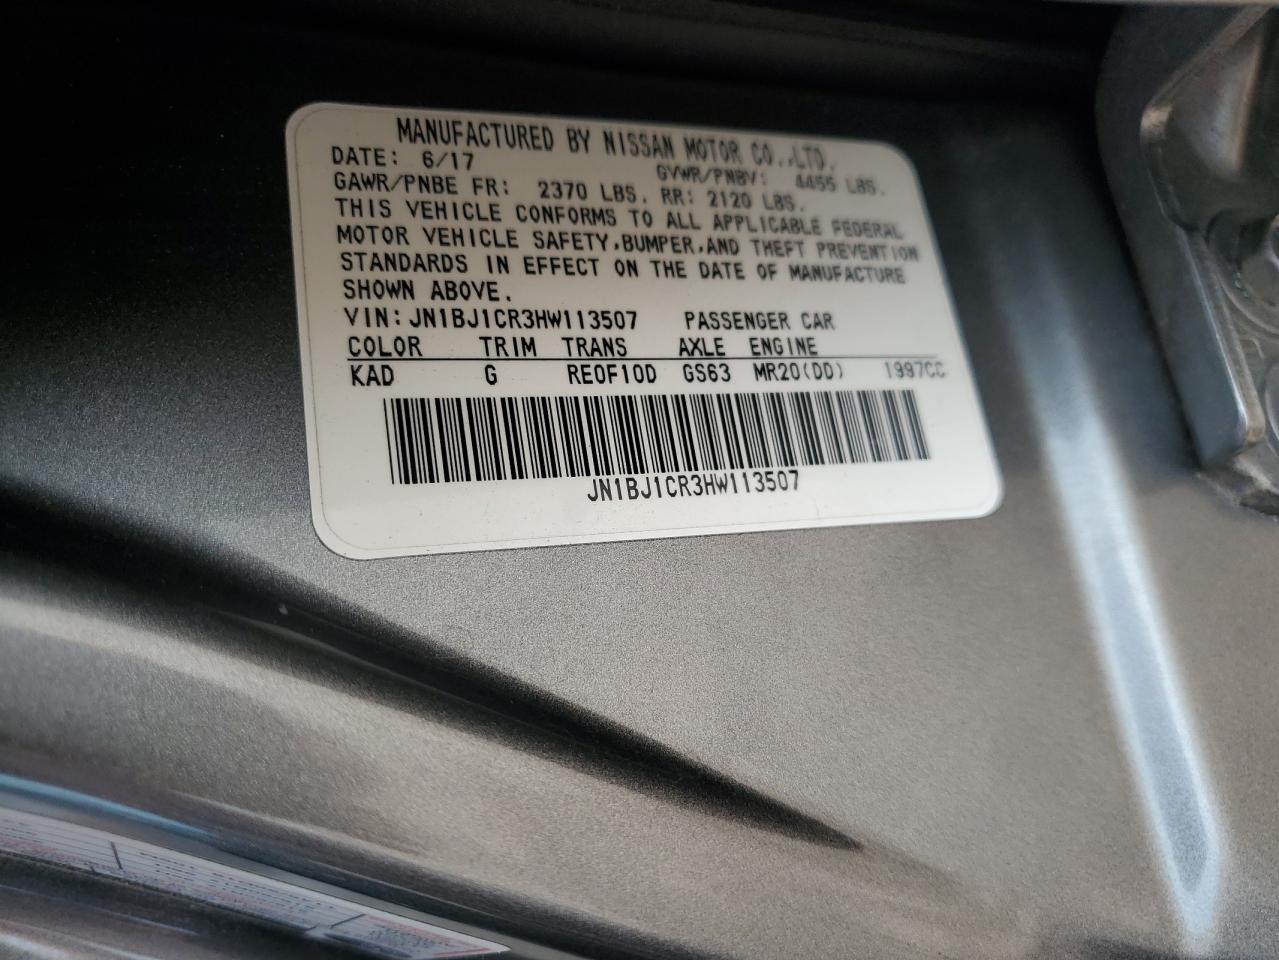 MANUFACTURED BY NISSAN MOTOR CO.,LTD.
DATE: 6/17 GVWR/PNBV: 4455 LBS.
GAWR/PNBE FR: 2370 LBS. RR: 2120 LBS.
THIS VEHICLE CONFORMS TO ALL APPLICABLE FEDERAL
MOTOR VEHICLE SAFETY,BUMPER,AND THEFT PREVENTION
STANDARDS IN EFFECT ON THE DATE OF MANUFACTURE
SHOWN ABOVE.
VIN: JN1BJ1CR3HW113507 PASSENGER CAR
COLOR TRIM TRANS AXLE ENGINE
KAD G RE0F10D GS63 MR20(DD) 1997CC
JN1BJ1CR3HW113507